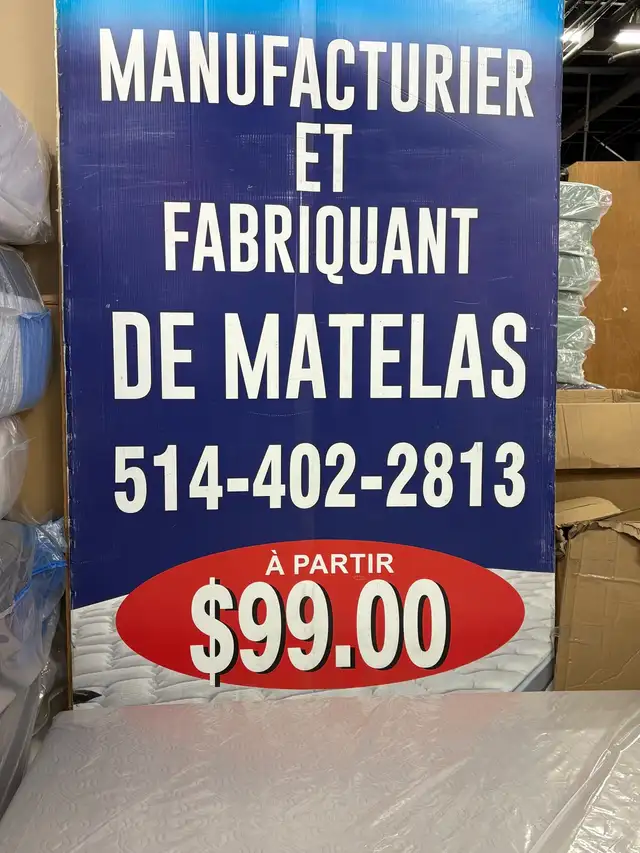 MANUFACTURIER
ET
FABRIQUANT
DE MATELAS
514-402-2813
À PARTIR
$99.00